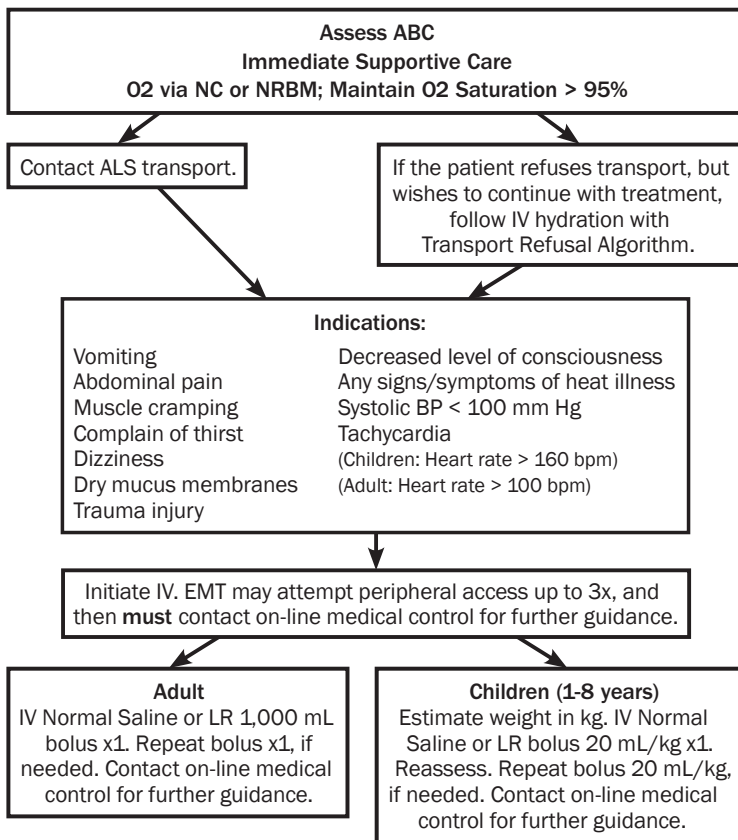 Assess ABC
Immediate Supportive Care
O2 via NC or NRBM; Maintain O2 Saturation > 95%
Contact ALS transport.
If the patient refuses transport, but
wishes to continue with treatment,
follow IV hydration with
Transport Refusal Algorithm.
Indications:
Vomiting
Abdominal pain
Muscle cramping
Complain of thirst
Dizziness
Dry mucus membranes
Trauma injury
Decreased level of consciousness
Any signs/symptoms of heat illness
Systolic BP < 100 mm Hg
Tachycardia
(Children: Heart rate > 160 bpm)
(Adult: Heart rate > 100 bpm)
Initiate IV. EMT may attempt peripheral access up to 3x, and
then must contact on-line medical control for further guidance.
Adult
IV Normal Saline or LR 1,000 mL
bolus x1. Repeat bolus x1, if
needed. Contact on-line medical
control for further guidance.
Children (1-8 years)
Estimate weight in kg. IV Normal
Saline or LR bolus 20 mL/kg x1.
Reassess. Repeat bolus 20 mL/kg,
if needed. Contact on-line medical
control for further guidance.